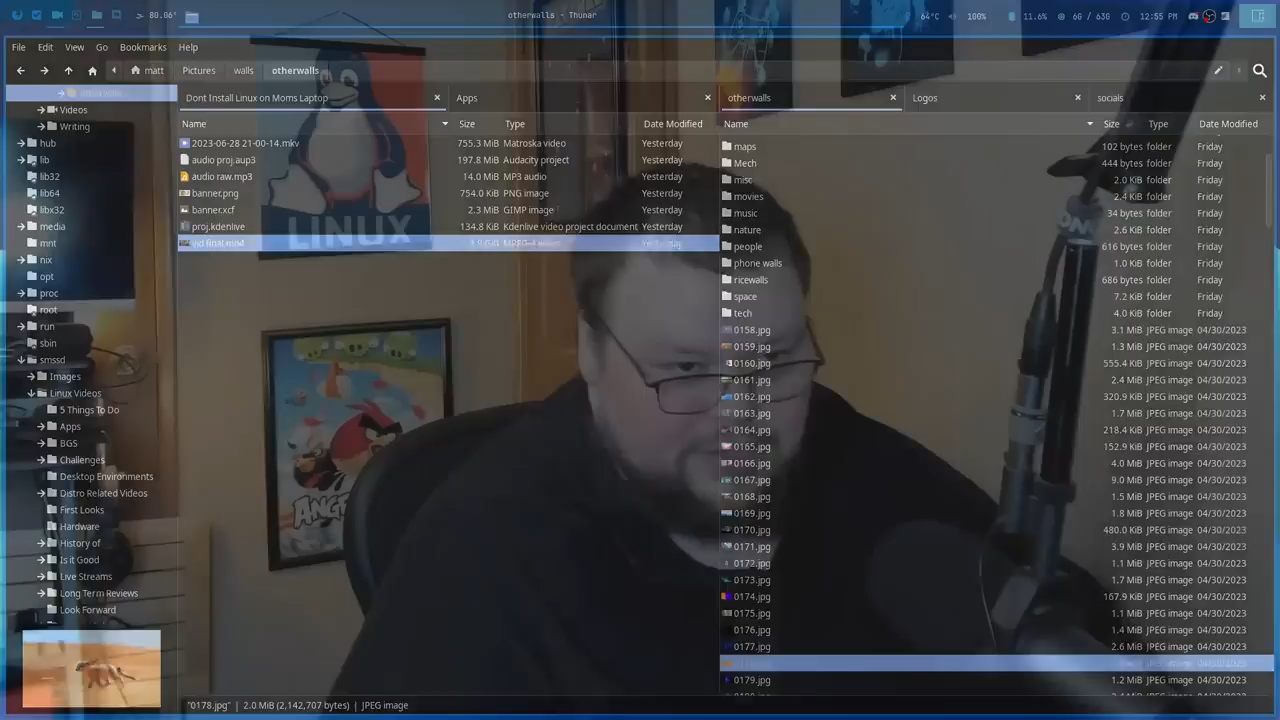 80.06°
otherwalls - Thunar
64°C
100%
11.6%
6G / 63G
12:55 PM
File Edit View Go Bookmarks Help
matt Pictures walls otherwalls
Dont Install Linux on Moms Laptop
Apps
otherwalls
Logos
socials
Name Size Type Date Modified
Name Size Type Date Modified
Videos
Writing
hub
lib
lib32
lib64
libx32
media
mnt
nix
opt
proc
root
run
sbin
smssd
Images
Linux Videos
5 Things To Do
Apps
BGS
Challenges
Desktop Environments
Distro Related Videos
First Looks
Hardware
History of
Is it Good
Live Streams
Long Term Reviews
Look Forward
2023-06-28 21-00-14.mkv 755.3 MiB Matroska video Yesterday
audio proj.aup3 197.8 MiB Audacity project Yesterday
audio raw.mp3 14.0 MiB MP3 audio Yesterday
banner.png 754.0 KiB PNG image Yesterday
banner.xcf 2.3 MiB GIMP image Yesterday
proj.kdenlive 134.8 KiB Kdenlive video project document Yesterday
LINUX
ANG
maps 102 bytes folder Friday
Mech 444 bytes folder Friday
misc 2.0 KiB folder Friday
movies 2.4 KiB folder Friday
music 34 bytes folder Friday
nature 2.6 KiB folder Friday
people 616 bytes folder Friday
phone walls 1.0 KiB folder Friday
ricewalls 686 bytes folder Friday
space 7.2 KiB folder Friday
tech 4.0 KiB folder Friday
0158.jpg 3.1 MiB JPEG image 04/30/2023
0159.jpg 1.3 MiB JPEG image 04/30/2023
0160.jpg 555.4 KiB JPEG image 04/30/2023
0161.jpg 2.4 MiB JPEG image 04/30/2023
0162.jpg 320.9 KiB JPEG image 04/30/2023
0163.jpg 1.7 MiB JPEG image 04/30/2023
0164.jpg 218.4 KiB JPEG image 04/30/2023
0165.jpg 152.9 KiB JPEG image 04/30/2023
0166.jpg 4.0 MiB JPEG image 04/30/2023
0167.jpg 9.0 MiB JPEG image 04/30/2023
0168.jpg 1.5 MiB JPEG image 04/30/2023
0169.jpg 1.8 MiB JPEG image 04/30/2023
0170.jpg 480.0 KiB JPEG image 04/30/2023
0171.jpg 3.9 MiB JPEG image 04/30/2023
0172.jpg 1.1 MiB JPEG image 04/30/2023
0173.jpg 1.7 MiB JPEG image 04/30/2023
0174.jpg 167.9 KiB JPEG image 04/30/2023
0175.jpg 1.1 MiB JPEG image 04/30/2023
0176.jpg 1.4 MiB JPEG image 04/30/2023
0177.jpg 2.6 MiB JPEG image 04/30/2023
0179.jpg 1.2 MiB JPEG image 04/30/2023
"0178.jpg" | 2.0 MiB (2,142,707 bytes) | JPEG image